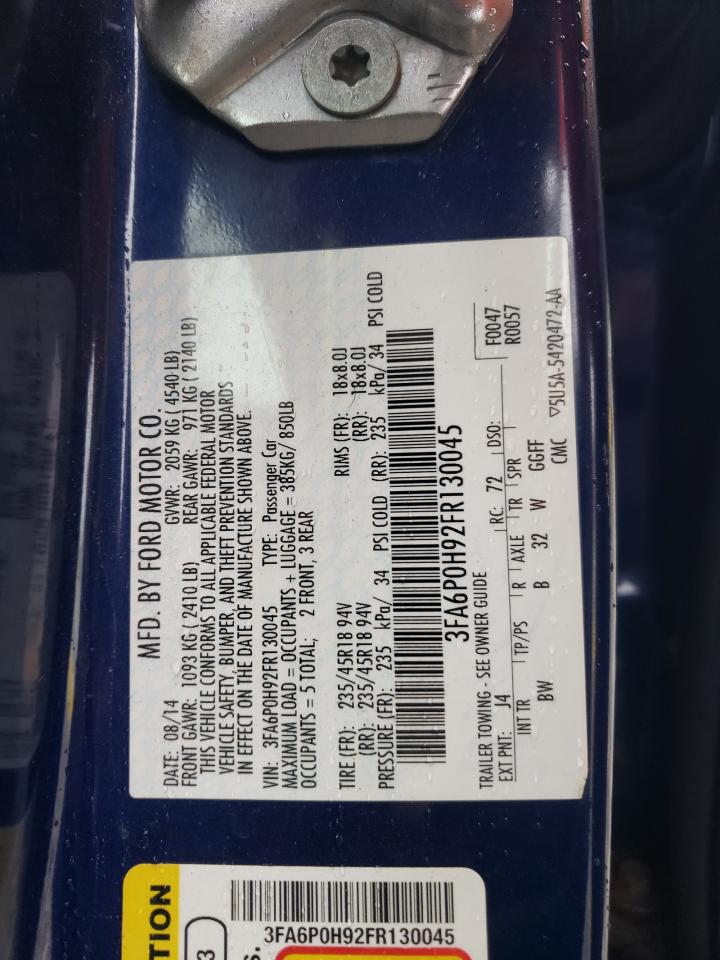 MFD. BY FORD MOTOR CO.
DATE: 08/14 GVWR: 2059 KG ( 4540 LB)
FRONT GAWR: 1093 KG ( 2410 LB) REAR GAWR: 971 KG ( 2140 LB)
THIS VEHICLE CONFORMS TO ALL APPLICABLE FEDERAL MOTOR
VEHICLE SAFETY, BUMPER, AND THEFT PREVENTION STANDARDS
IN EFFECT ON THE DATE OF MANUFACTURE SHOWN ABOVE.
VIN: 3FA6P0H92FR130045 TYPE: Passenger Car
MAXIMUM LOAD = OCCUPANTS + LUGGAGE = 385KG/ 850LB
OCCUPANTS = 5 TOTAL; 2 FRONT, 3 REAR
TIRE (FR): 235/45R18 94V RIMS (FR): 18x8.0J
(RR): 235/45R18 94V (RR): 18x8.0J
PRESSURE (FR): 235 kPa/ 34 PSI COLD (RR): 235 kPa/ 34 PSI COLD
3FA6P0H92FR130045
TRAILER TOWING - SEE OWNER GUIDE
EXT PNT: J4 RC: 72 DSO: F0047
R0057
INT TR TP/PS R AXLE TR SPR
BW B 32 W GGFF
CMC ▽5U5A-5420472-AA
TION
3
3FA6P0H92FR130045